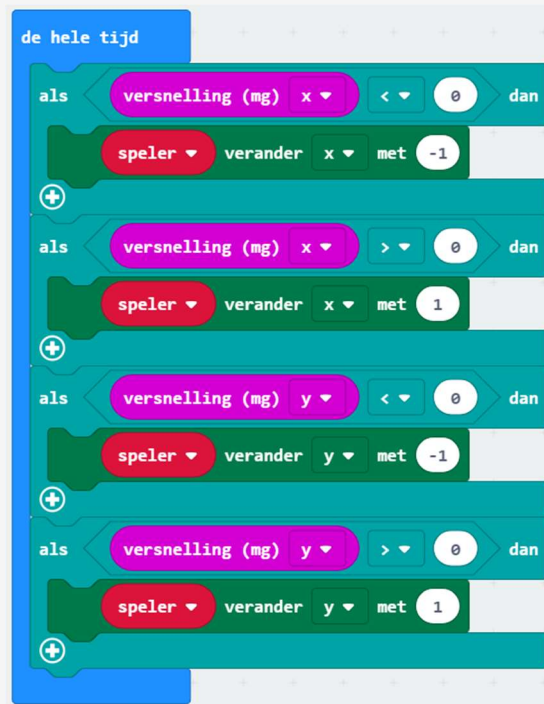 de hele tijd
als versnelling (mg) x < 0 dan
speler verander x met -1
als versnelling (mg) x > 0 dan
speler verander x met 1
als versnelling (mg) y < 0 dan
speler verander y met -1
als versnelling (mg) y > 0 dan
speler verander y met 1